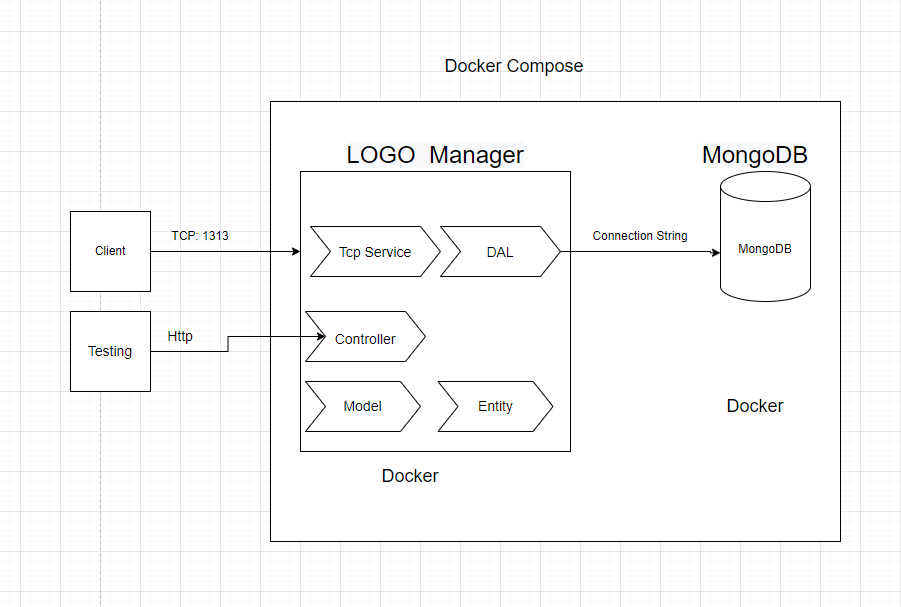 Docker Compose
LOGO Manager
MongoDB
Client
TCP: 1313
Tcp Service
DAL
Connection String
MongoDB
Testing
Http
Controller
Model
Entity
Docker
Docker